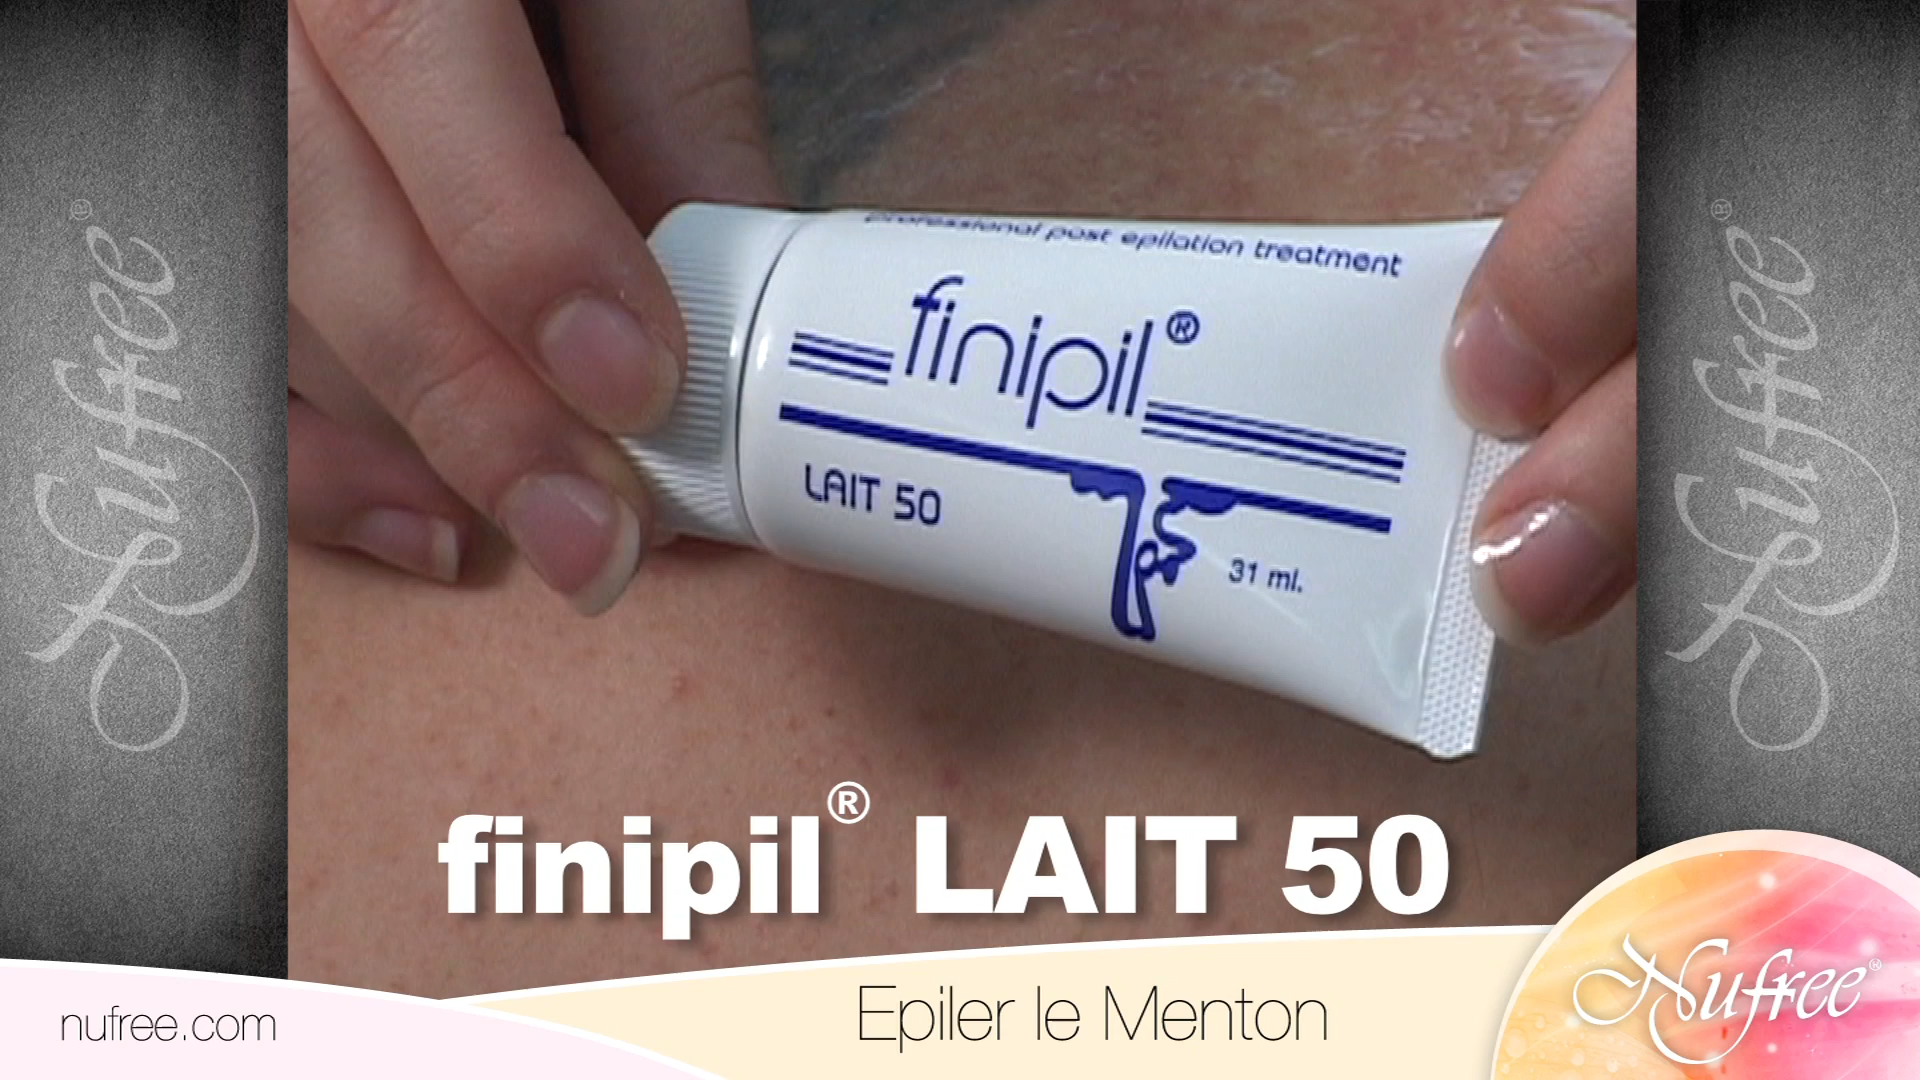 professional post epilation treatment
finipil®
LAIT 50
31 ml.
Nufree®
Nufree®
finipil® LAIT 50
nufree.com
Epiler le Menton
Nufree®